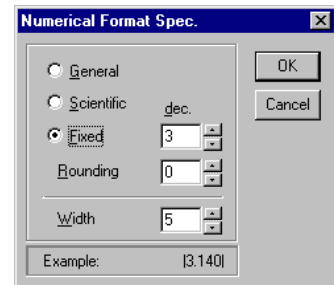 Numerical Format Spec.
General
Scientific
dec.
Fixed
3
Rounding
0
Width
5
Example: |3.140|
OK
Cancel